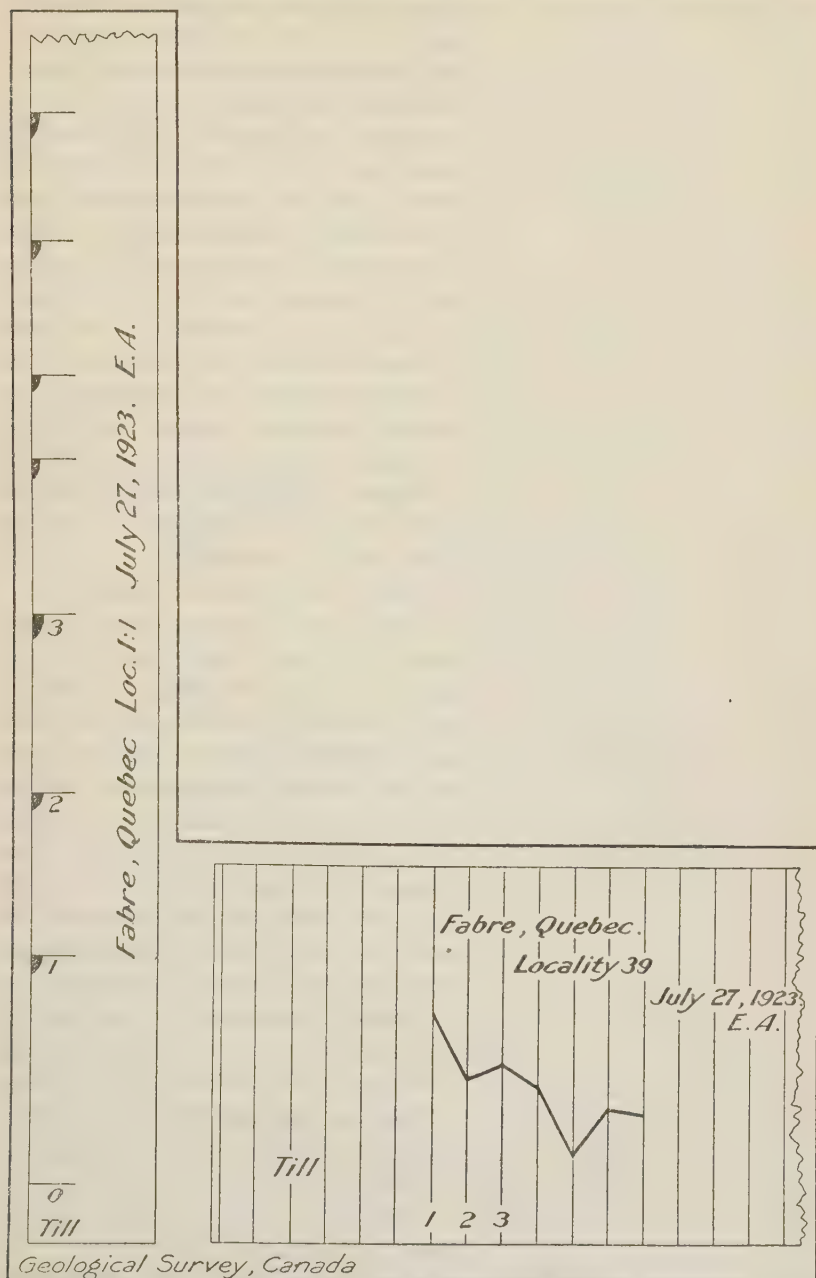 3
2
1
0
Till
Fabre, Quebec Loc. 1:1 July 27, 1923. E.A.
Fabre, Quebec.
Locality 39
July 27, 1923.
E.A.
Till
1 2 3
Geological Survey, Canada